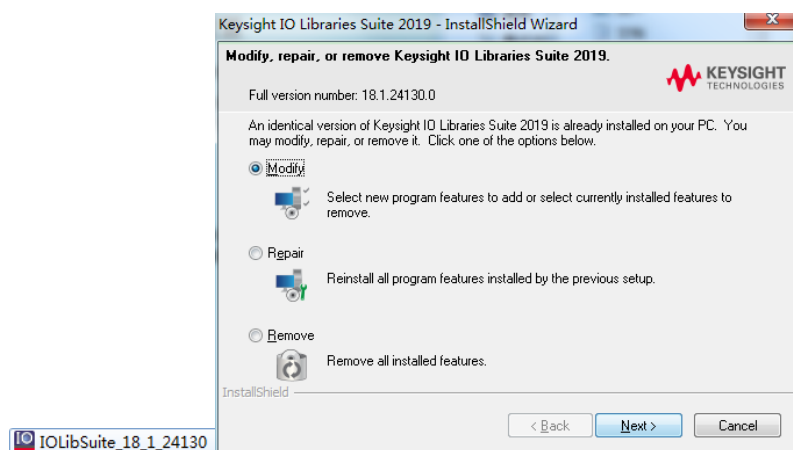 Keysight IO Libraries Suite 2019 - InstallShield Wizard
Modify, repair, or remove Keysight IO Libraries Suite 2019.
KEYSIGHT
TECHNOLOGIES
Full version number: 18.1.24130.0
An identical version of Keysight IO Libraries Suite 2019 is already installed on your PC. You
may modify, repair, or remove it. Click one of the options below.
Modify
Select new program features to add or select currently installed features to
remove.
Repair
Reinstall all program features installed by the previous setup.
Remove
Remove all installed features.
InstallShield
< Back
Next >
Cancel
IO IOLibSuite_18_1_24130